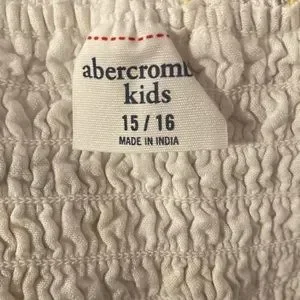 abercromb
kids
15 / 16
MADE IN INDIA